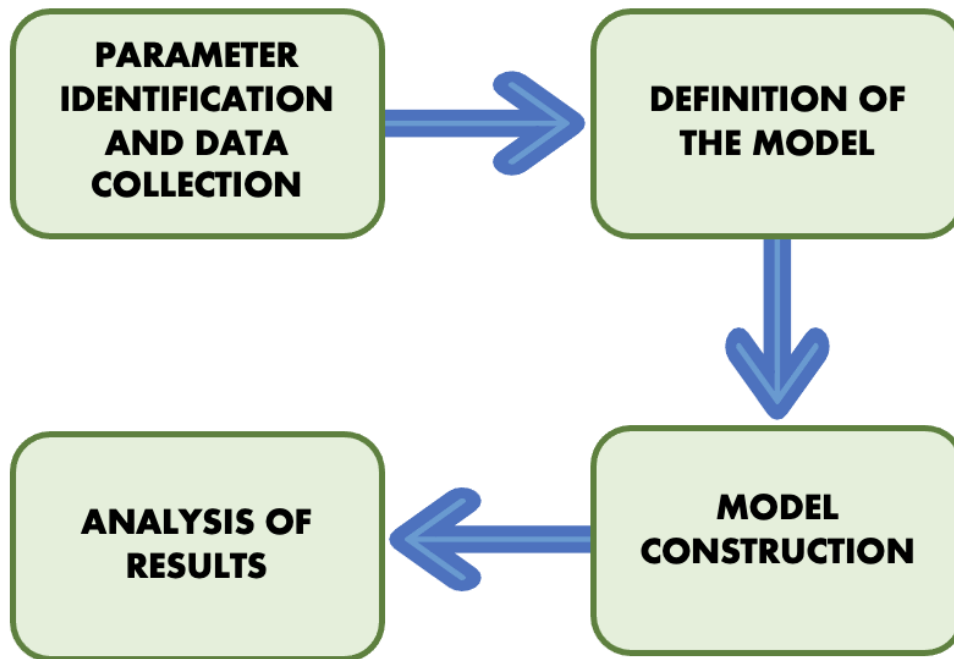 PARAMETER
IDENTIFICATION
AND DATA
COLLECTION
DEFINITION OF
THE MODEL
MODEL
CONSTRUCTION
ANALYSIS OF
RESULTS